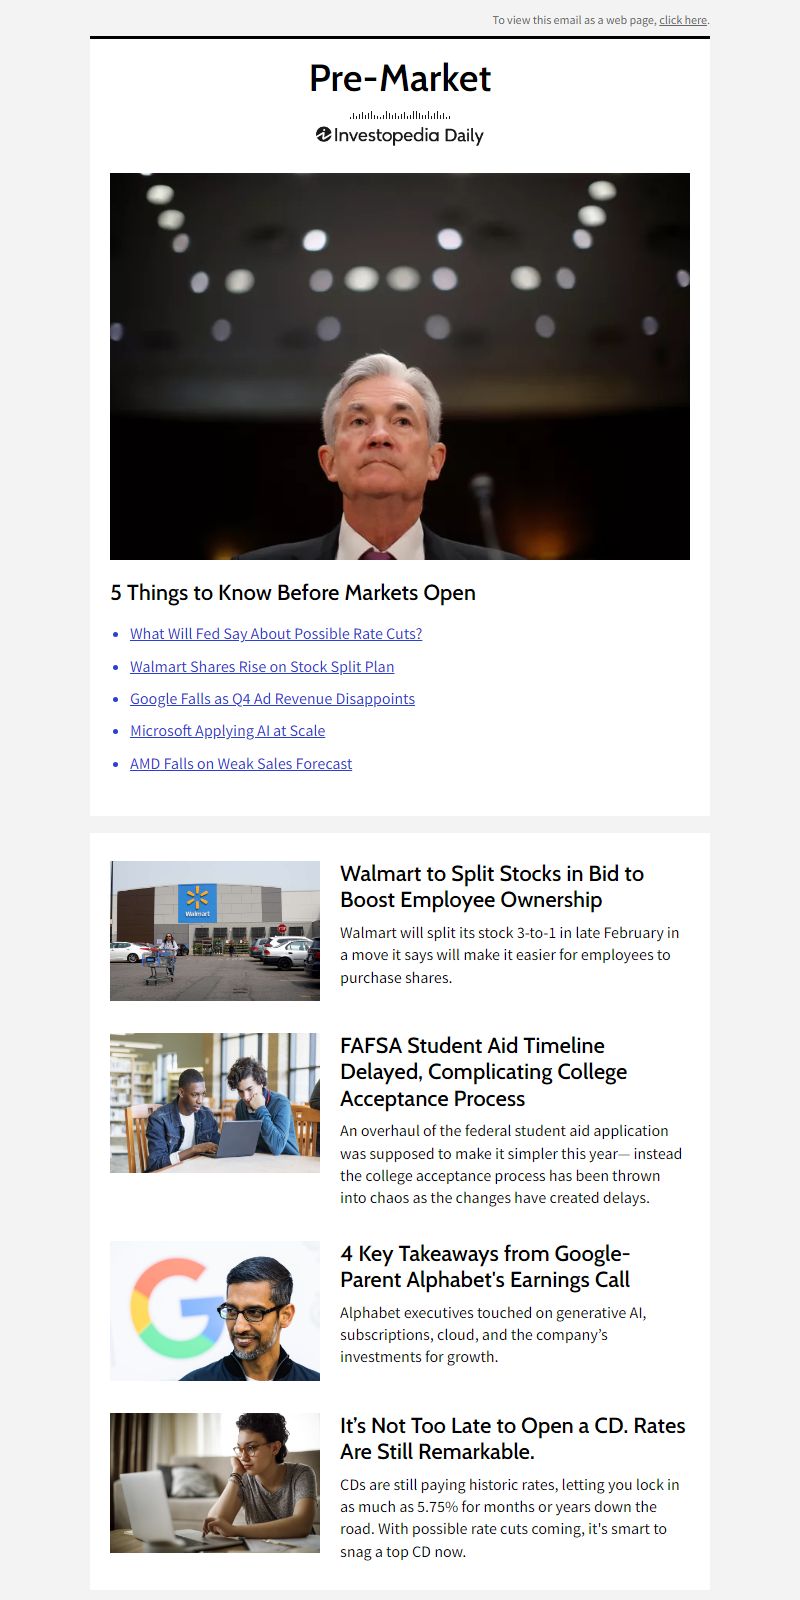 To view this email as a web page, click here.
Pre-Market
Investopedia Daily
5 Things to Know Before Markets Open
What Will Fed Say About Possible Rate Cuts?
Walmart Shares Rise on Stock Split Plan
Google Falls as Q4 Ad Revenue Disappoints
Microsoft Applying AI at Scale
AMD Falls on Weak Sales Forecast
Walmart
Walmart to Split Stocks in Bid to
Boost Employee Ownership
Walmart will split its stock 3-to-1 in late February in
a move it says will make it easier for employees to
purchase shares.
FAFSA Student Aid Timeline
Delayed, Complicating College
Acceptance Process
An overhaul of the federal student aid application
was supposed to make it simpler this year— instead
the college acceptance process has been thrown
into chaos as the changes have created delays.
4 Key Takeaways from Google-
Parent Alphabet's Earnings Call
Alphabet executives touched on generative AI,
subscriptions, cloud, and the company’s
investments for growth.
It’s Not Too Late to Open a CD. Rates
Are Still Remarkable.
CDs are still paying historic rates, letting you lock in
as much as 5.75% for months or years down the
road. With possible rate cuts coming, it's smart to
snag a top CD now.